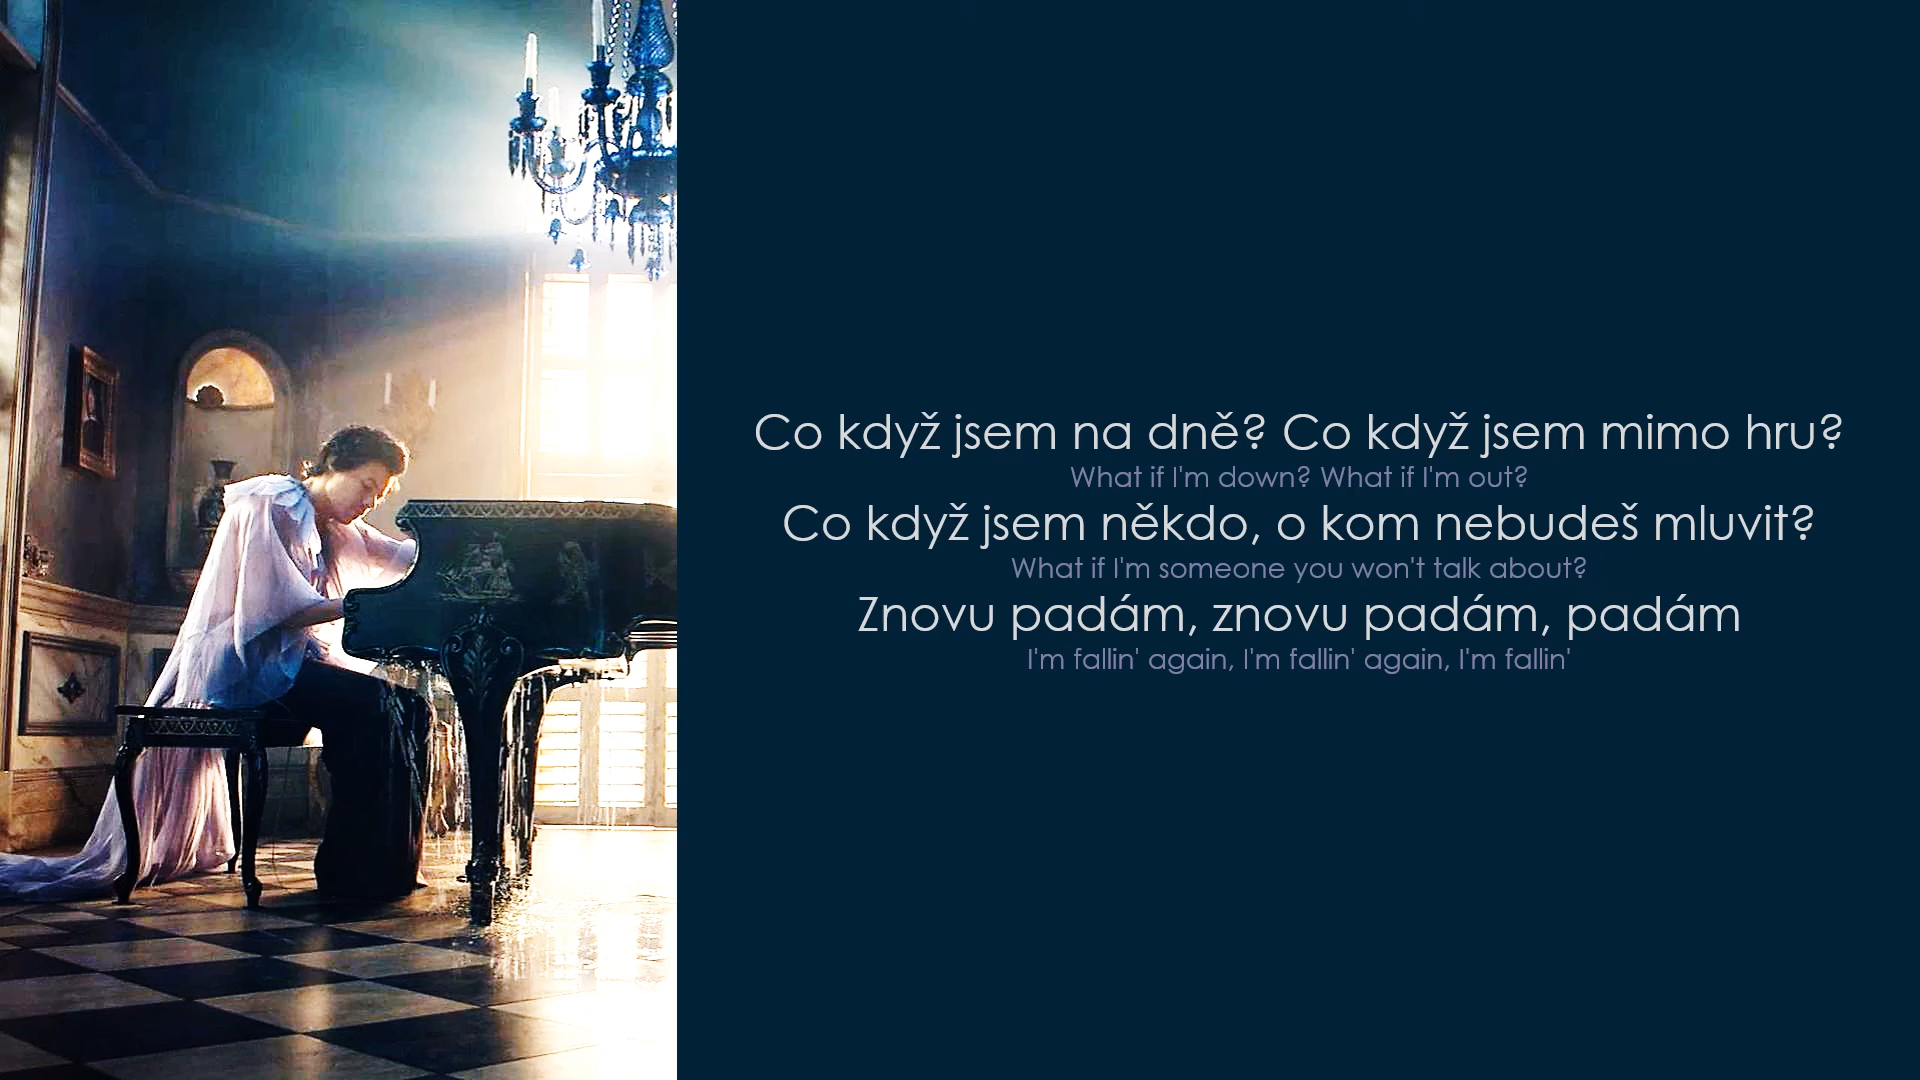 Co když jsem na dně? Co když jsem mimo hru?
What if I'm down? What if I'm out?
Co když jsem někdo, o kom nebudeš mluvit?
What if I'm someone you won't talk about?
Znovu padám, znovu padám, padám
I'm fallin' again, I'm fallin' again, I'm fallin'